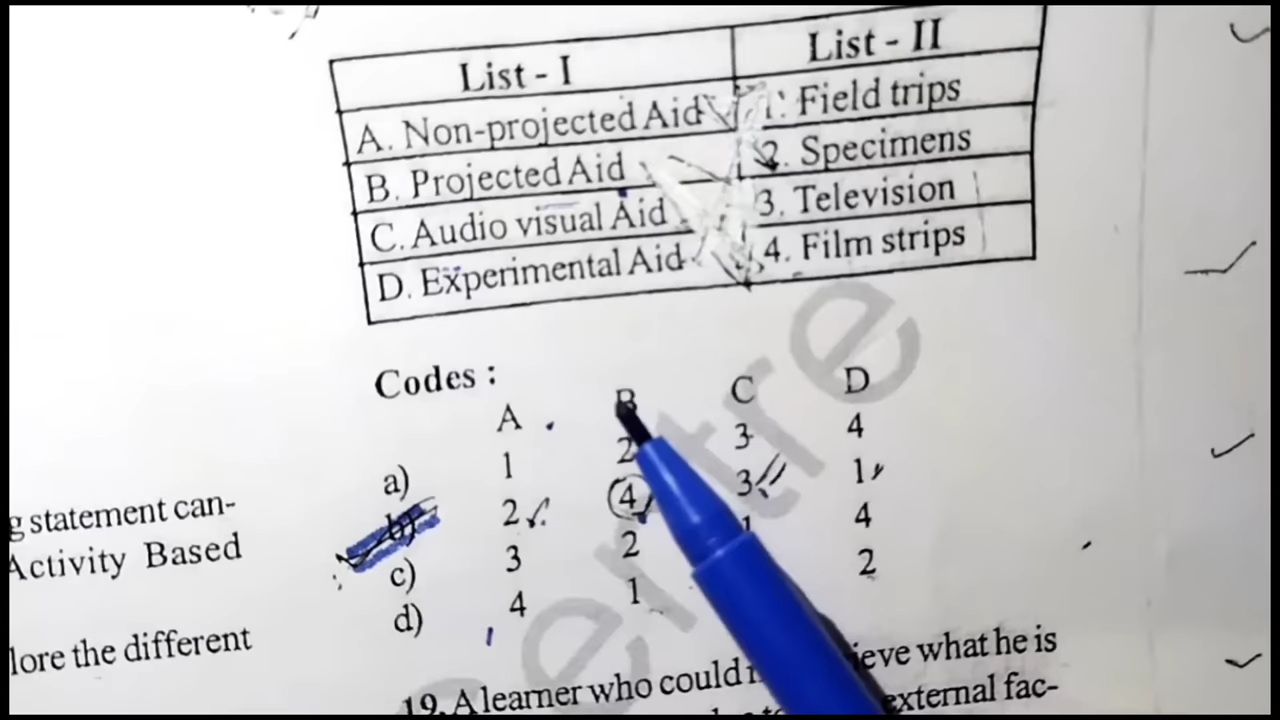 List - I List - II
A. Non-projected Aid 1. Field trips
B. Projected Aid 2. Specimens
C. Audio visual Aid 3. Television
D. Experimental Aid 4. Film strips
Codes :
A B C D
a) 1 2 3 4
b) 2 4 3 1
c) 3 2 1 4
d) 4 1 2
g statement can-
Activity Based
lore the different
19. A learner who could ieve what he is
external fac-
entre